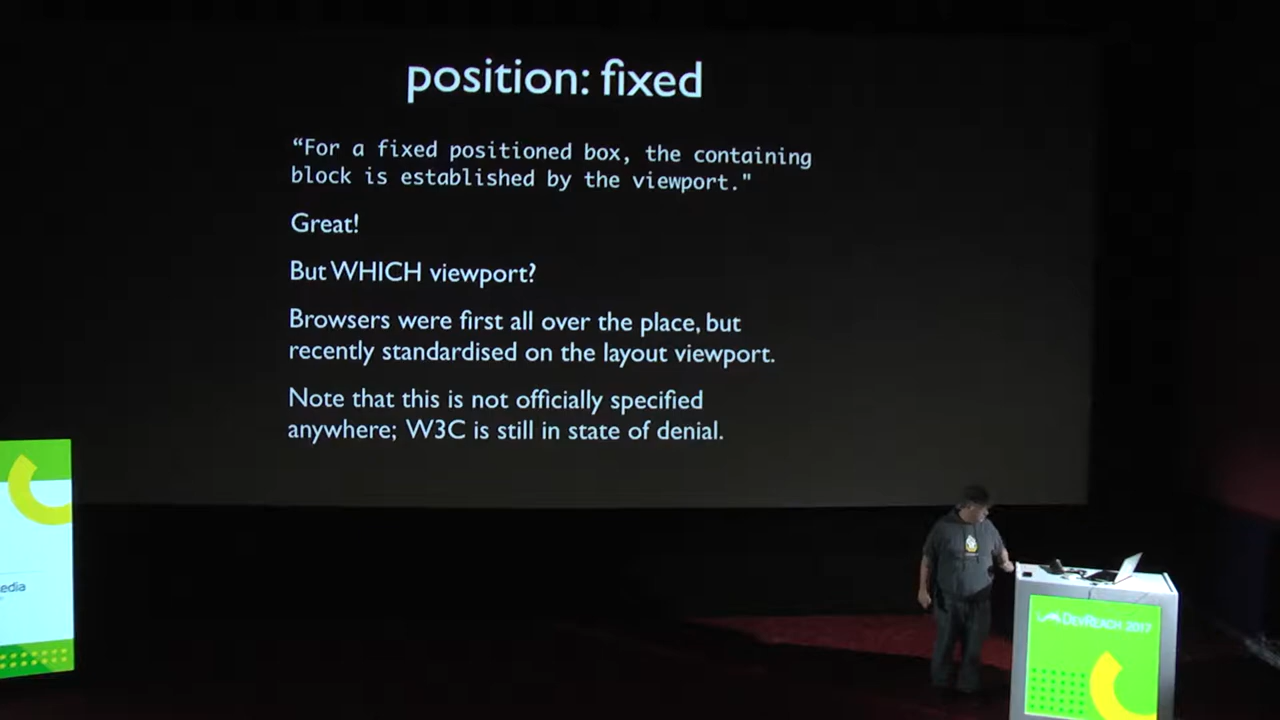 position: fixed
“For a fixed positioned box, the containing
block is established by the viewport."
Great!
But WHICH viewport?
Browsers were first all over the place, but
recently standardised on the layout viewport.
Note that this is not officially specified
anywhere; W3C is still in state of denial.
edia
DEVREACH 2017